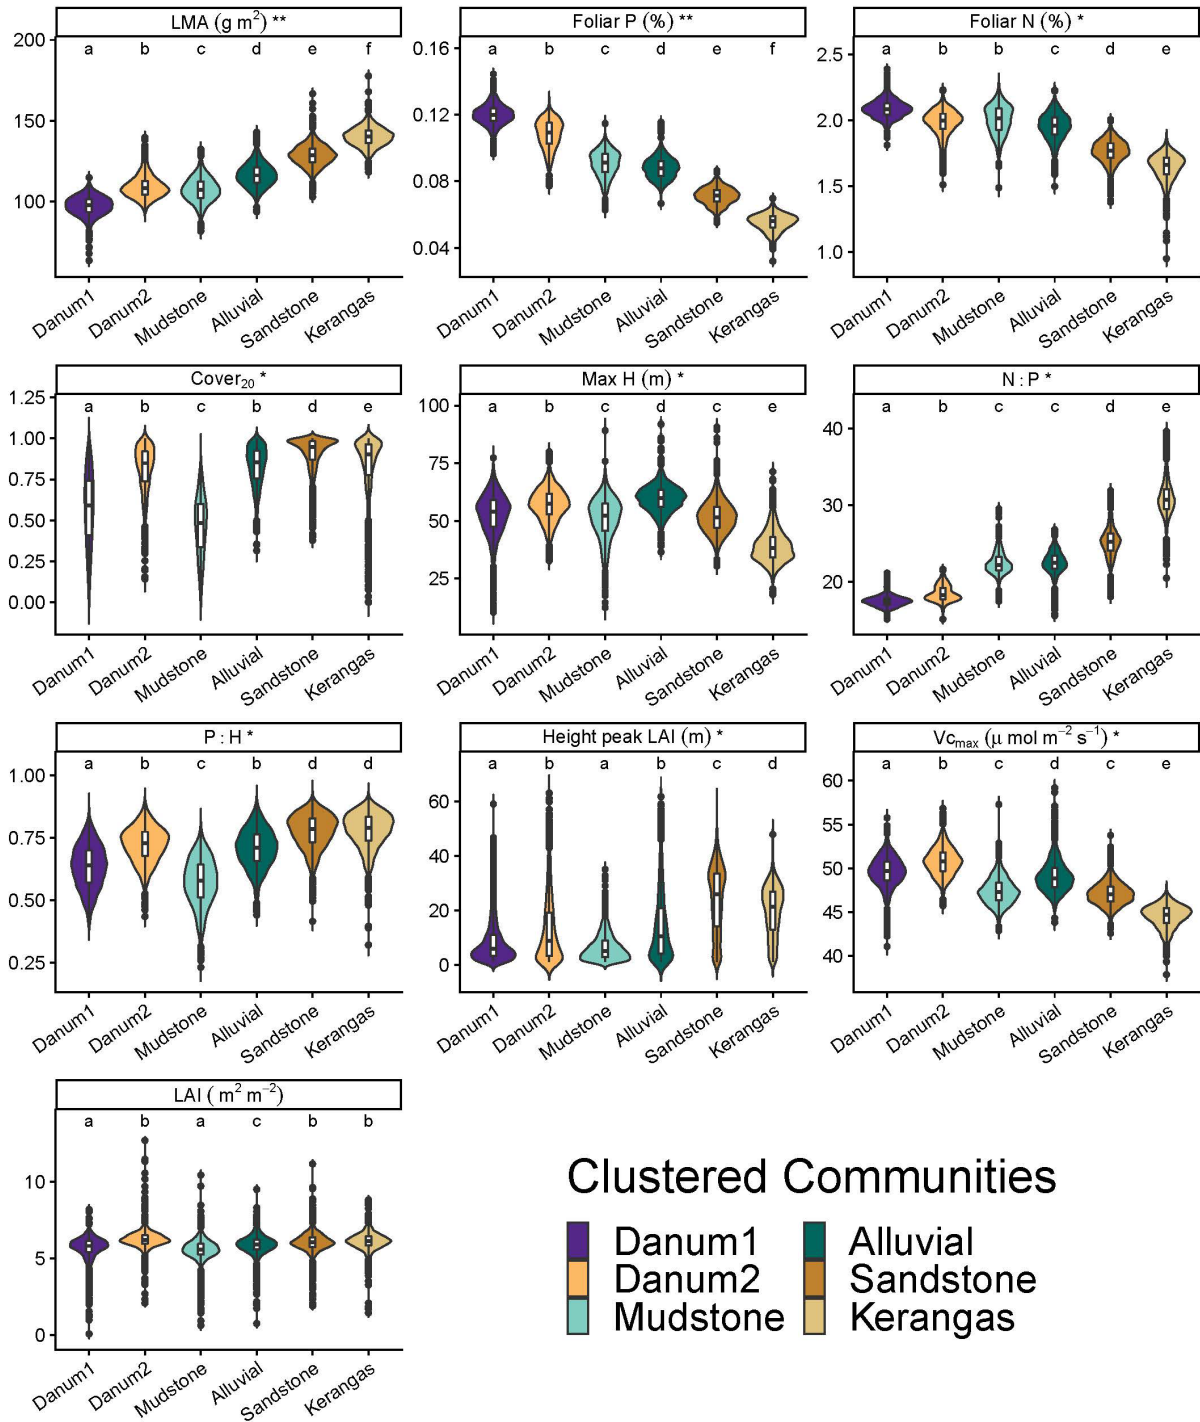 LMA (g m²) **
Foliar P (%) **
Foliar N (%) *
a b c d e f
a b c c e f
a b b c d e
200
150
100
0.16
0.12
0.08
0.04
2.5
2.0
1.5
1.0
Danum1 Danum2 Mudstone Alluvial Sandstone Kerangas
Danum1 Danum2 Mudstone Alluvial Sandstone Kerangas
Danum1 Danum2 Mudstone Alluvial Sandstone Kerangas
Cover₂₀ *
Max H (m) *
N : P *
a b c b d e
a b c d c e
a b c c d e
1.25
1.00
0.75
0.50
0.25
0.00
100
75
50
25
40
30
20
Danum1 Danum2 Mudstone Alluvial Sandstone Kerangas
Danum1 Danum2 Mudstone Alluvial Sandstone Kerangas
Danum1 Danum2 Mudstone Alluvial Sandstone Kerangas
P : H *
Height peak LAI (m) *
Vcmax (μ mol m⁻² s⁻¹) *
a b c b d d
a b a b c d
a b c d c e
1.00
0.75
0.50
0.25
60
40
20
0
60
55
50
45
40
Danum1 Danum2 Mudstone Alluvial Sandstone Kerangas
Danum1 Danum2 Mudstone Alluvial Sandstone Kerangas
Danum1 Danum2 Mudstone Alluvial Sandstone Kerangas
LAI ( m² m⁻²)
a b a c b b
10
5
0
Danum1 Danum2 Mudstone Alluvial Sandstone Kerangas
Clustered Communities
Danum1
Danum2
Mudstone
Alluvial
Sandstone
Kerangas